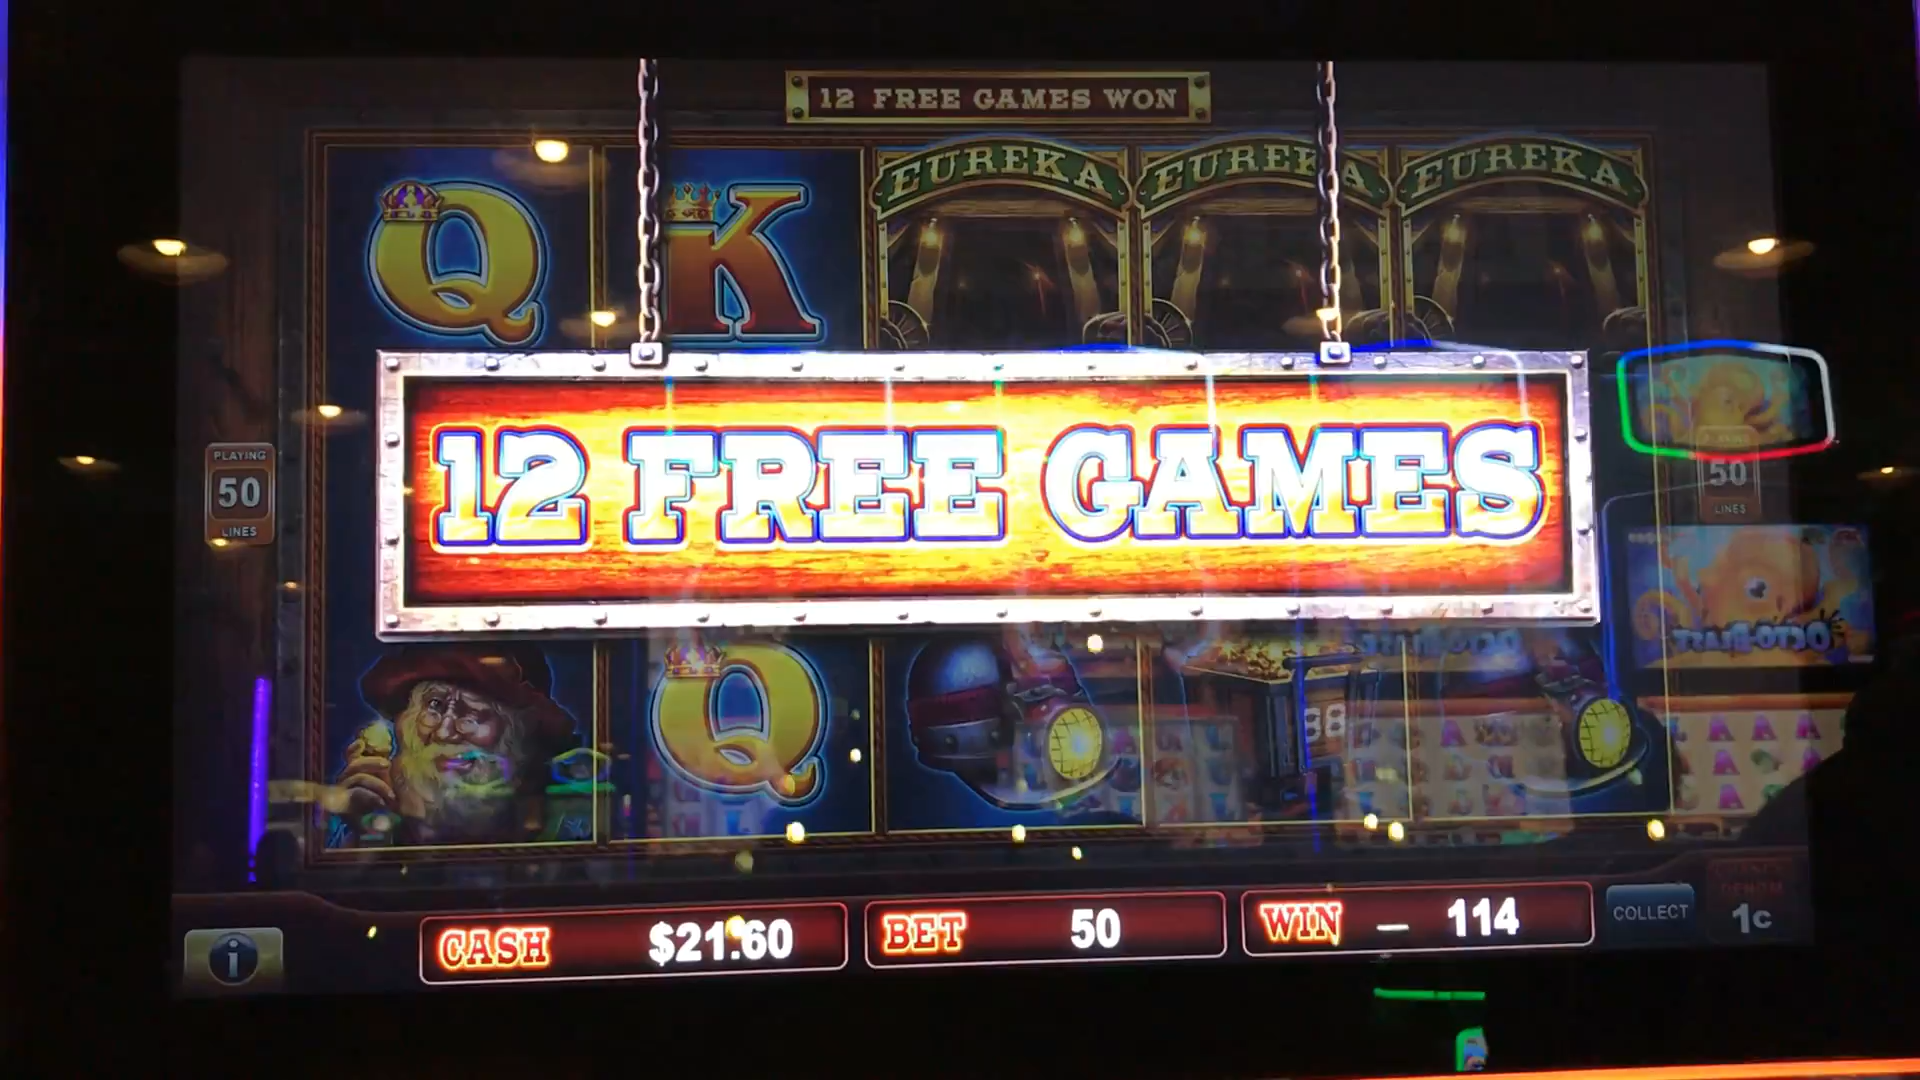 12 FREE GAMES WON
EUREKA EUREKA EUREKA
Q K
12 FREE GAMES
PLAYING
50
LINES
50
LINES
Q
88
CASH $21.60
BET 50
WIN 114
COLLECT
1c